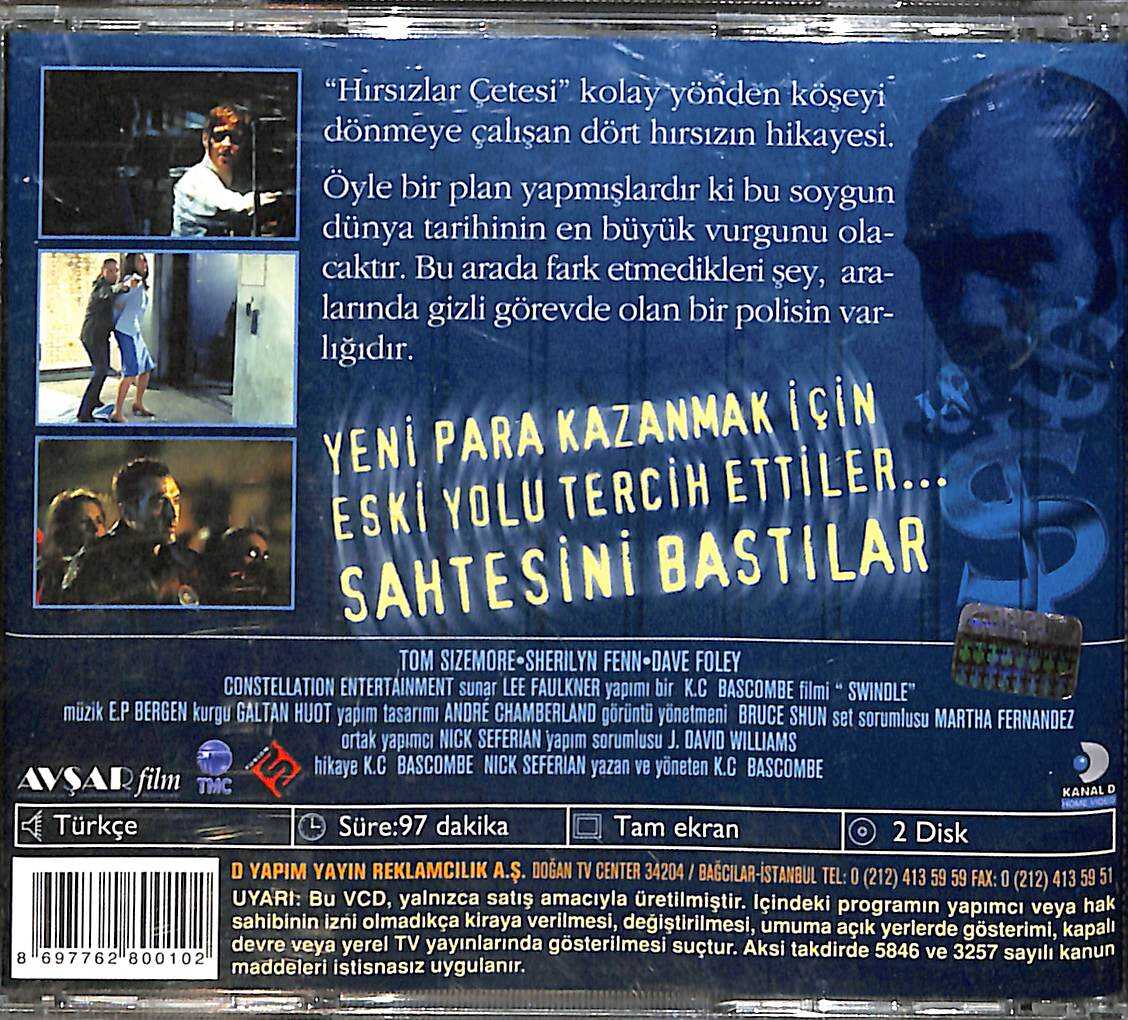 “Hırsızlar Çetesi” kolay yönden köşeyi
dönmeye çalışan dört hırsızın hikayesi.
Öyle bir plan yapmışlardır ki bu soygun
dünya tarihinin en büyük vurgunu ola-
caktır. Bu arada fark etmedikleri şey, ara-
larında gizli görevde olan bir polisin var-
lığıdır.
YENİ PARA KAZANMAK İÇİN
ESKİ YOLU TERCİH ETTİLER...
SAHTESİNİ BASTILAR
TOM SIZEMORE•SHERILYN FENN•DAVE FOLEY
CONSTELLATION ENTERTAINMENT sunar LEE FAULKNER yapımı bir K.C BASCOMBE filmi “ SWINDLE”
müzik E.P BERGEN kurgu GALTAN HUOT yapım tasarımı ANDRÉ CHAMBERLAND görüntü yönetmeni BRUCE SHUN set sorumlusu MARTHA FERNANDEZ
ortak yapımcı NICK SEFERIAN yapım sorumlusu J. DAVID WILLIAMS
hikaye K.C BASCOMBE NICK SEFERIAN yazan ve yöneten K.C BASCOMBE
AVŞAR film
TMC
KANAL D
HOME VIDEO
Türkçe
Süre:97 dakika
Tam ekran
2 Disk
D YAPIM YAYIN REKLAMCILIK A.Ş. DOĞAN TV CENTER 34204 / BAĞCILAR-İSTANBUL TEL: 0 (212) 413 59 59 FAX: 0 (212) 413 59 51
UYARI: Bu VCD, yalnızca satış amacıyla üretilmiştir. Içindeki programın yapımcı veya hak
sahibinin izni olmadıkça kiraya verilmesi, değiştirilmesi, umuma açık yerlerde gösterimi, kapalı
devre veya yerel TV yayınlarında gösterilmesi suçtur. Aksi takdirde 5846 ve 3257 sayılı kanun
maddeleri istisnasız uygulanır.
8 697762 800102